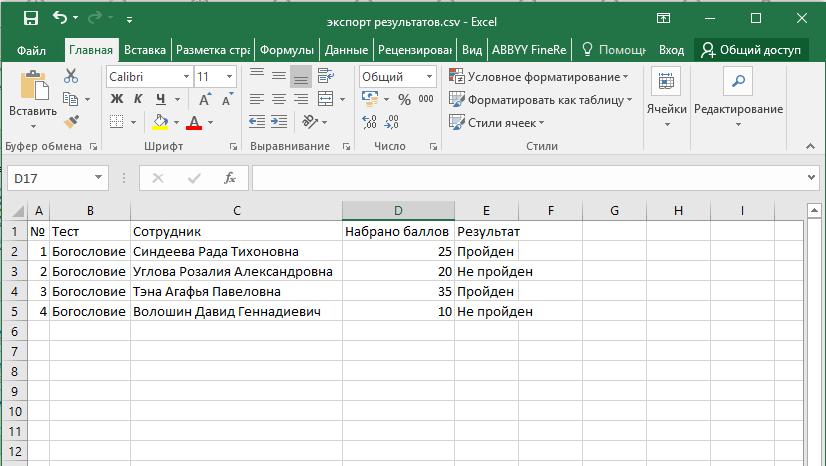 экспорт результатов.csv - Excel
Файл Главная Вставка Разметка стра Формулы Данные Рецензировани Вид ABBYY FineRe Помощь Вход Общий доступ
Вставить
Calibri 11
Ж К Ч A A
A
Общий
% 000
Условное форматирование
Форматировать как таблицу
Стили ячеек
Ячейки
Редактирование
Буфер обмена Шрифт Выравнивание Число Стили
D17 fx
A B C D E F G H I
1 № Тест Сотрудник Набрано баллов Результат
2 1 Богословие Синдеева Рада Тихоновна 25 Пройден
3 2 Богословие Углова Розалия Александровна 20 Не пройден
4 3 Богословие Тэна Агафья Павеловна 35 Пройден
5 4 Богословие Волошин Давид Геннадиевич 10 Не пройден
6
7
8
9
10
11
12